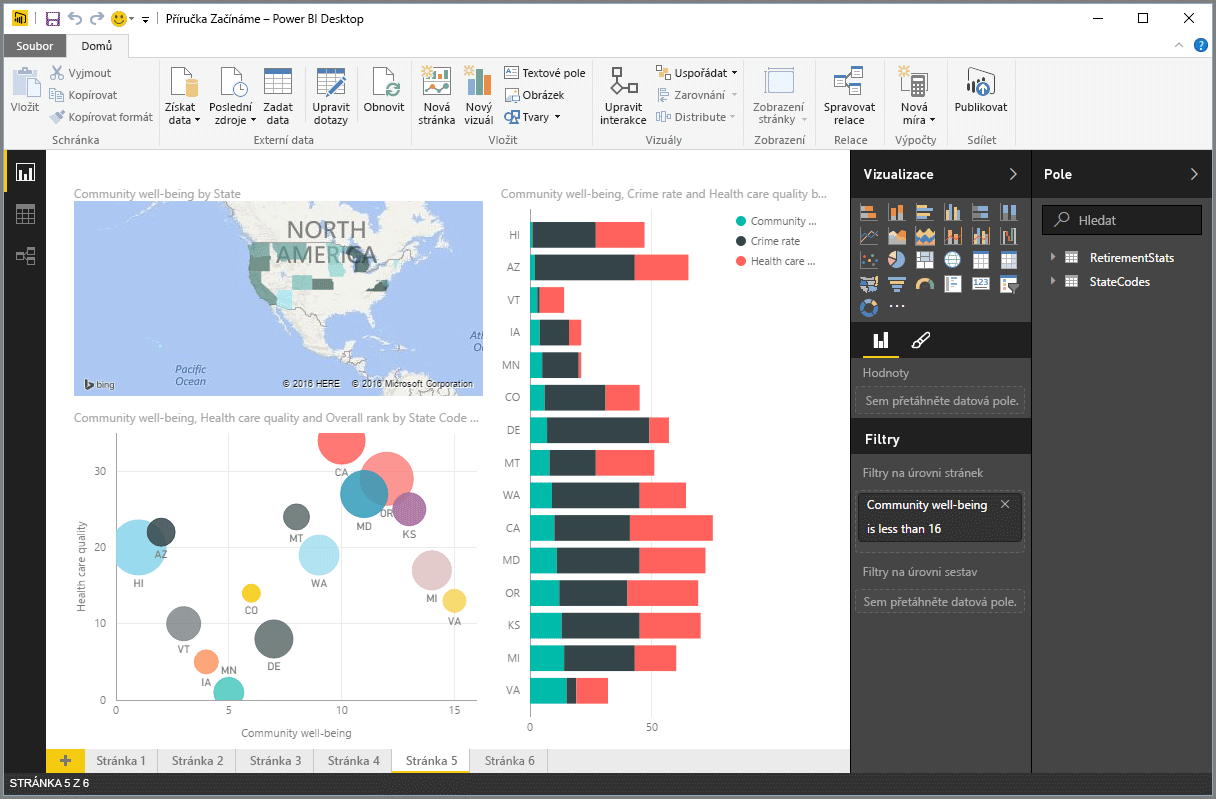 Příručka Začínáme – Power BI Desktop
Soubor
Domů
Vložit
Vyjmout
Kopírovat
Kopírovat formát
Schránka
Získat
data
Poslední
zdroje
Zadat
data
Upravit
dotazy
Obnovit
Externí data
Nová
stránka
Nový
vizuál
Textové pole
Obrázek
Tvary
Vložit
Upravit
interakce
Uspořádat
Zarovnání
Distribute
Vizuály
Zobrazení
stránky
Zobrazení
Spravovat
relace
Relace
Nová
míra
Výpočty
Publikovat
Sdílet
Community well-being by State
NORTH
AMERICA
Pacific
Ocean
bing
© 2016 HERE © 2016 Microsoft Corporation
Community well-being, Health care quality and Overall rank by State Code ...
Health care quality
30
20
10
0
0
5
10
15
Community well-being
CA
OR
MD
KS
MT
AZ
HI
WA
MI
CO
VA
VT
DE
IA
MN
Community well-being, Crime rate and Health care quality b...
Community ...
Crime rate
Health care ...
HI
AZ
VT
IA
MN
CO
DE
MT
WA
CA
MD
OR
KS
MI
VA
0
50
Vizualizace
123
Hodnoty
Sem přetáhněte datová pole.
Filtry
Filtry na úrovni stránek
Community well-being
is less than 16
Filtry na úrovni sestav
Sem přetáhněte datová pole.
Pole
Hledat
RetirementStats
StateCodes
Stránka 1
Stránka 2
Stránka 3
Stránka 4
Stránka 5
Stránka 6
STRÁNKA 5 Z 6